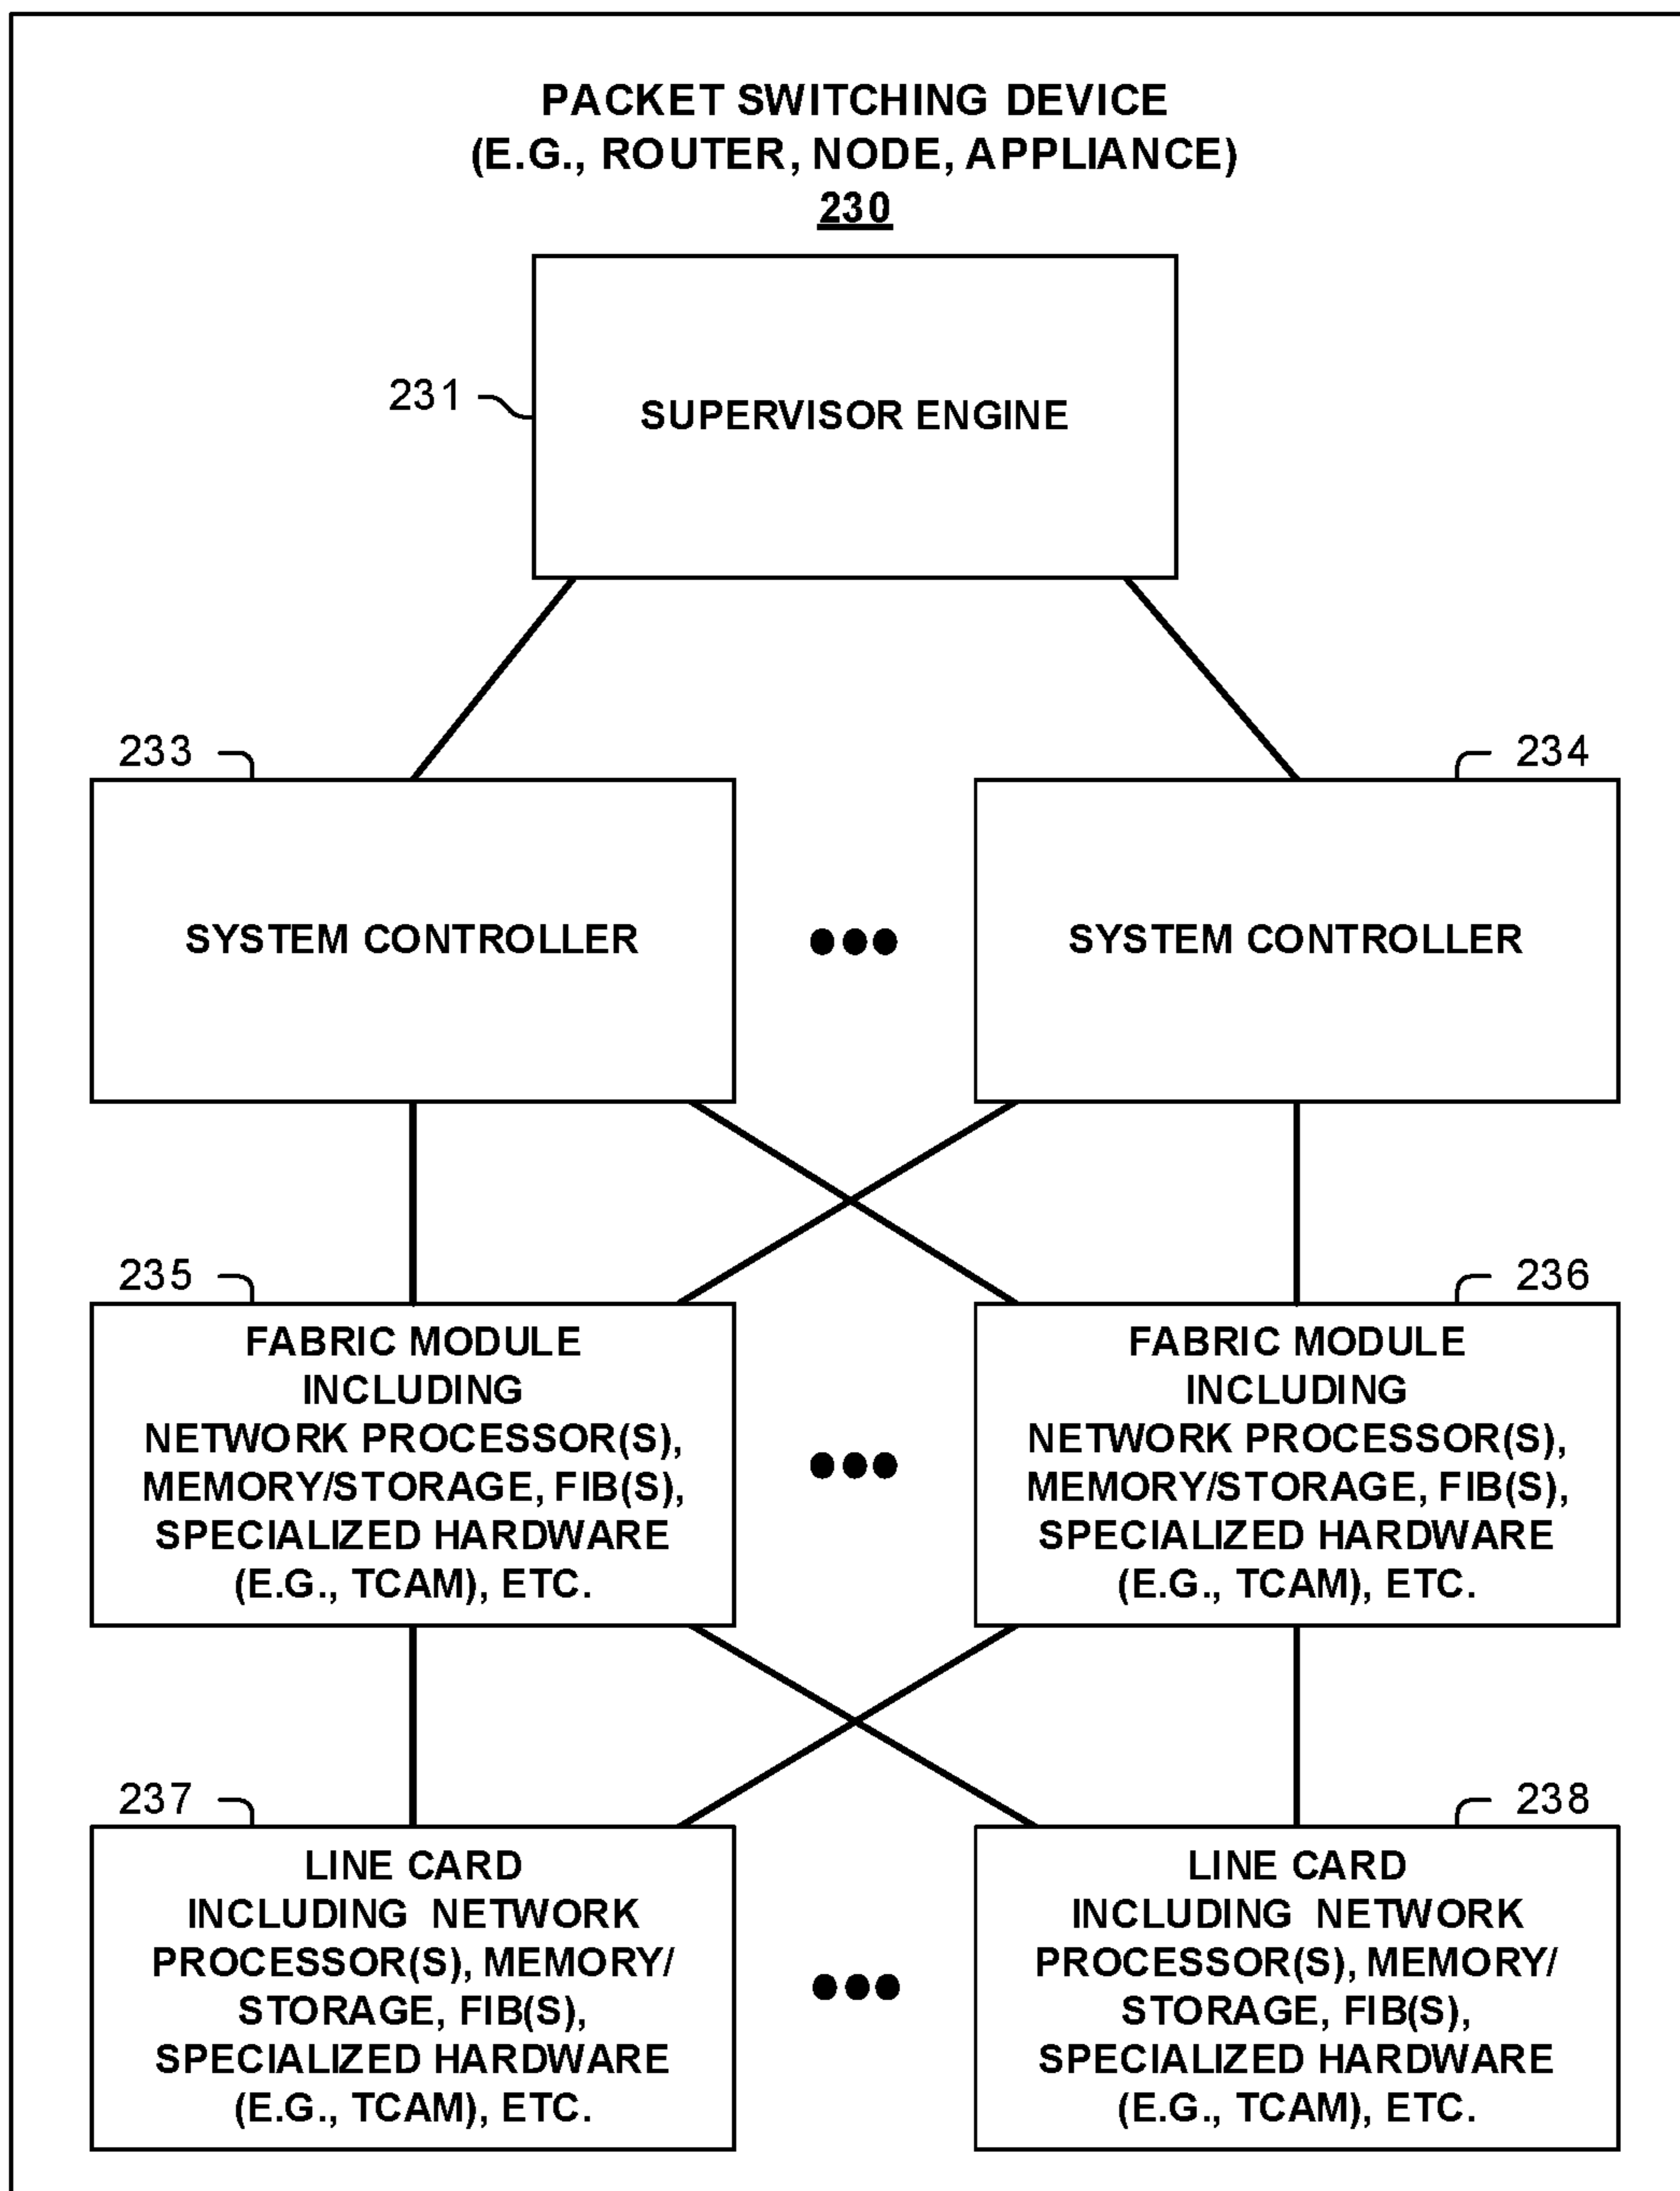 PACKET SWITCHING DEVICE
(E.G., ROUTER, NODE, APPLIANCE)
230
231
SUPERVISOR ENGINE
233
234
SYSTEM CONTROLLER
SYSTEM CONTROLLER
235
236
FABRIC MODULE
INCLUDING
NETWORK PROCESSOR(S),
MEMORY/STORAGE, FIB(S),
SPECIALIZED HARDWARE
(E.G., TCAM), ETC.
FABRIC MODULE
INCLUDING
NETWORK PROCESSOR(S),
MEMORY/STORAGE, FIB(S),
SPECIALIZED HARDWARE
(E.G., TCAM), ETC.
237
238
LINE CARD
INCLUDING NETWORK
PROCESSOR(S), MEMORY/
STORAGE, FIB(S),
SPECIALIZED HARDWARE
(E.G., TCAM), ETC.
LINE CARD
INCLUDING NETWORK
PROCESSOR(S), MEMORY/
STORAGE, FIB(S),
SPECIALIZED HARDWARE
(E.G., TCAM), ETC.